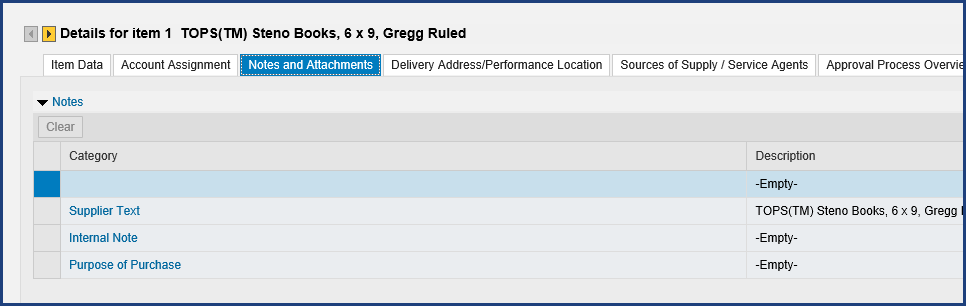 Details for item 1 TOPS(TM) Steno Books, 6 x 9, Gregg Ruled
Item Data Account Assignment Notes and Attachments Delivery Address/Performance Location Sources of Supply / Service Agents Approval Process Overvie
Notes
Clear
Category Description
-Empty-
Supplier Text TOPS(TM) Steno Books, 6 x 9, Gregg
Internal Note -Empty-
Purpose of Purchase -Empty-